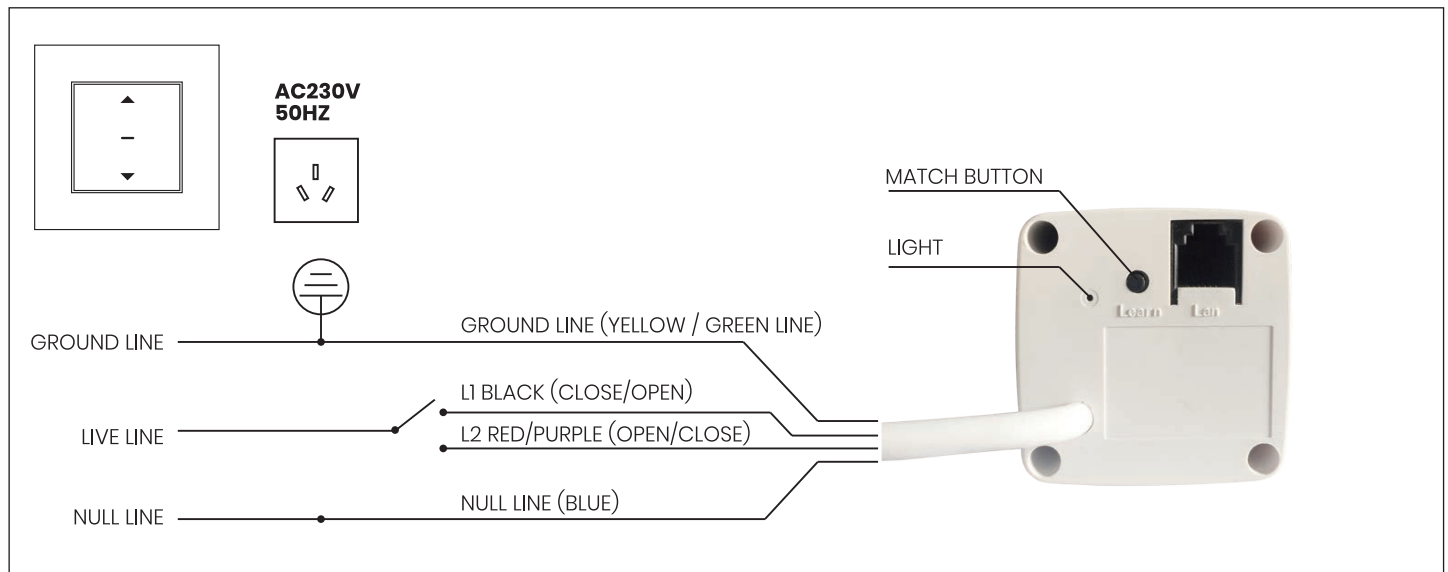 AC230V
50HZ
MATCH BUTTON
LIGHT
Learn
Lan
GROUND LINE
GROUND LINE (YELLOW / GREEN LINE)
L1 BLACK (CLOSE/OPEN)
LIVE LINE
L2 RED/PURPLE (OPEN/CLOSE)
NULL LINE
NULL LINE (BLUE)